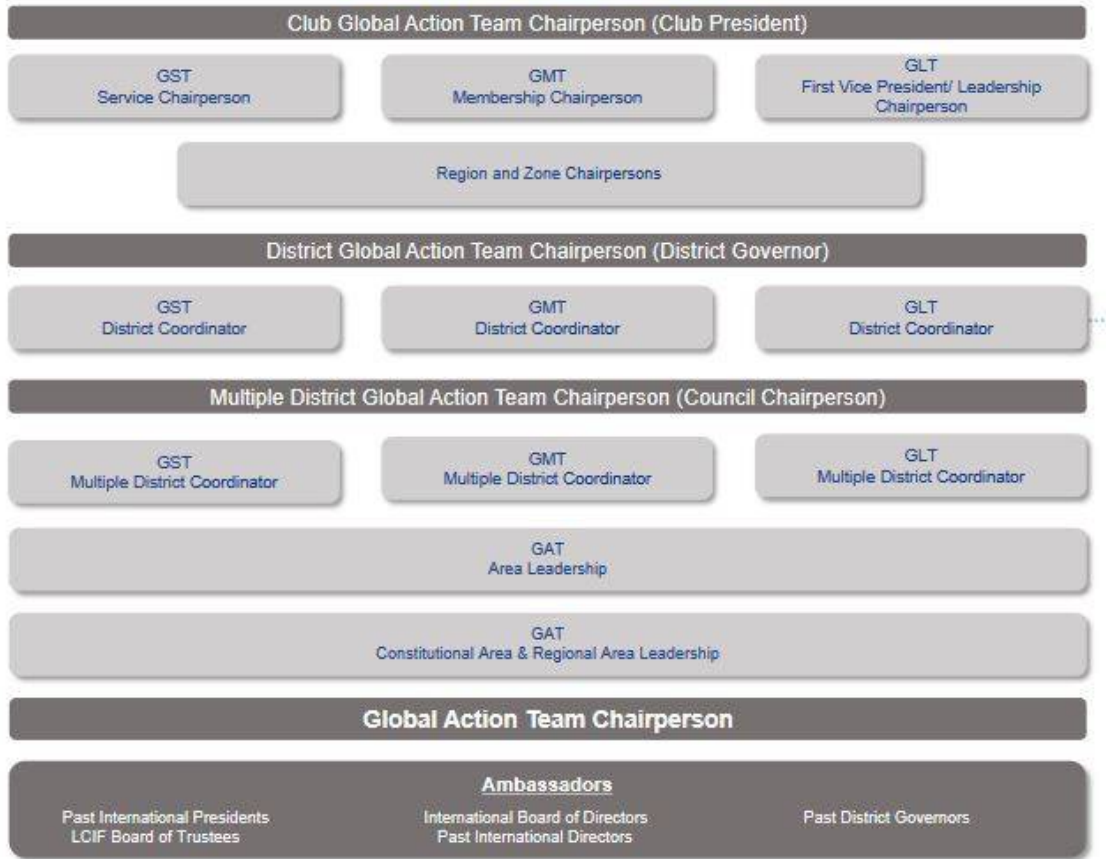 Club Global Action Team Chairperson (Club President)
GST
Service Chairperson
GMT
Membership Chairperson
GLT
First Vice President/ Leadership
Chairperson
Region and Zone Chairpersons
District Global Action Team Chairperson (District Governor)
GST
District Coordinator
GMT
District Coordinator
GLT
District Coordinator
Multiple District Global Action Team Chairperson (Council Chairperson)
GST
Multiple District Coordinator
GMT
Multiple District Coordinator
GLT
Multiple District Coordinator
GAT
Area Leadership
GAT
Constitutional Area & Regional Area Leadership
Global Action Team Chairperson
Ambassadors
Past International Presidents
LCIF Board of Trustees
International Board of Directors
Past International Directors
Past District Governors